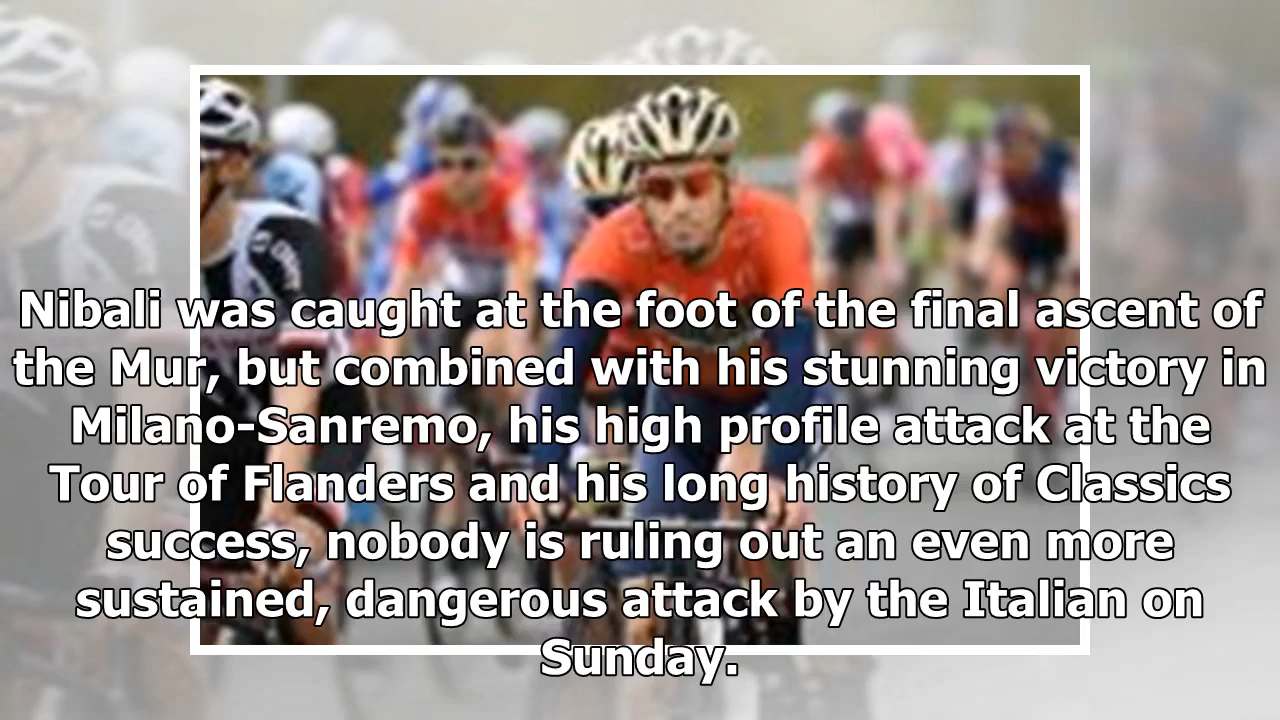 Nibali was caught at the foot of the final ascent of
the Mur, but combined with his stunning victory in
Milano-Sanremo, his high profile attack at the
Tour of Flanders and his long history of Classics
success, nobody is ruling out an even more
sustained, dangerous attack by the Italian on
Sunday.